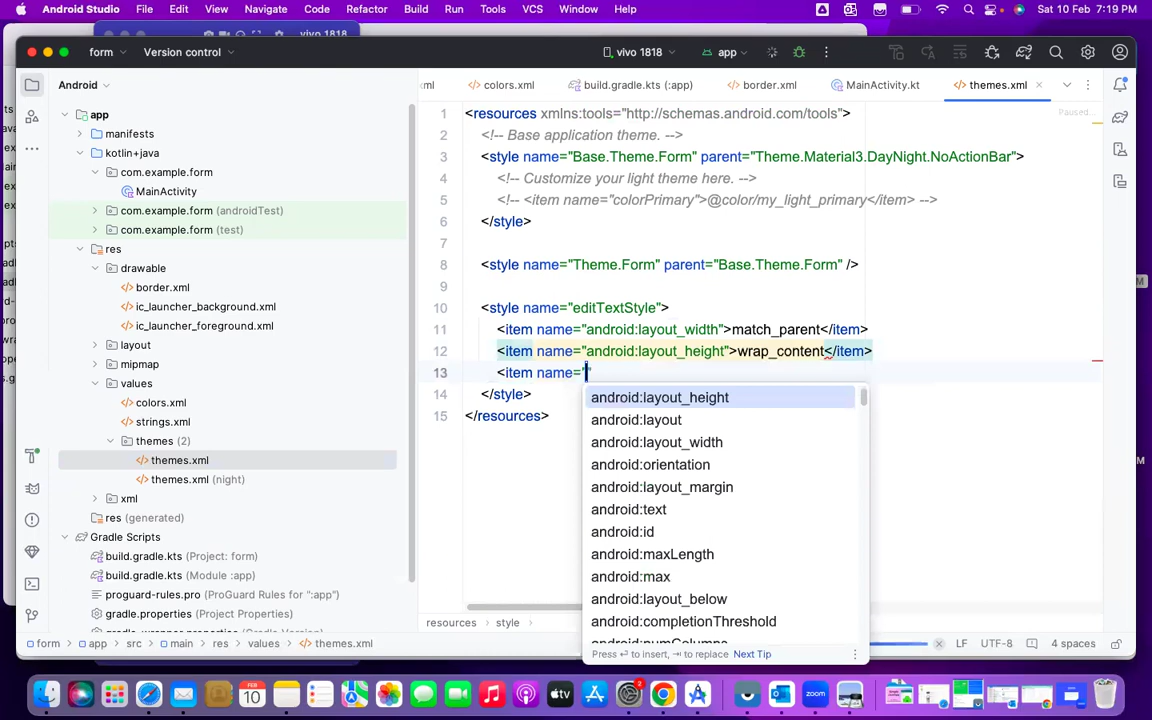 Android Studio File Edit View Navigate Code Refactor Build Run Tools VCS Window Help Sat 10 Feb 7:19 PM
vivo 1818
form Version control vivo 1818 app
Android ml colors.xml build.gradle.kts (:app) border.xml MainActivity.kt themes.xml
app
manifests
kotlin+java
com.example.form
MainActivity
com.example.form (androidTest)
com.example.form (test)
res
drawable
border.xml
ic_launcher_background.xml
ic_launcher_foreground.xml
layout
mipmap
values
colors.xml
strings.xml
themes (2)
themes.xml
themes.xml (night)
xml
res (generated)
Gradle Scripts
build.gradle.kts (Project: form)
build.gradle.kts (Module :app)
proguard-rules.pro (ProGuard Rules for ":app")
gradle.properties (Project Properties)
Paused...
1 <resources xmlns:tools="http://schemas.android.com/tools">
2 <!-- Base application theme. -->
3 <style name="Base.Theme.Form" parent="Theme.Material3.DayNight.NoActionBar">
4 <!-- Customize your light theme here. -->
5 <!-- <item name="colorPrimary">@color/my_light_primary</item> -->
6 </style>
7
8 <style name="Theme.Form" parent="Base.Theme.Form" />
9
10 <style name="editTextStyle">
11 <item name="android:layout_width">match_parent</item>
12 <item name="android:layout_height">wrap_content</item>
13 <item name=""
14 </style>
15 </resources>
android:layout_height
android:layout
android:layout_width
android:orientation
android:layout_margin
android:text
android:id
android:maxLength
android:max
android:layout_below
android:completionThreshold
android:numColumns
Press ⏎ to insert, ⇥ to replace Next Tip
resources style
form app src main res values themes.xml LF UTF-8 4 spaces
FEB
10
2
tv
zoom